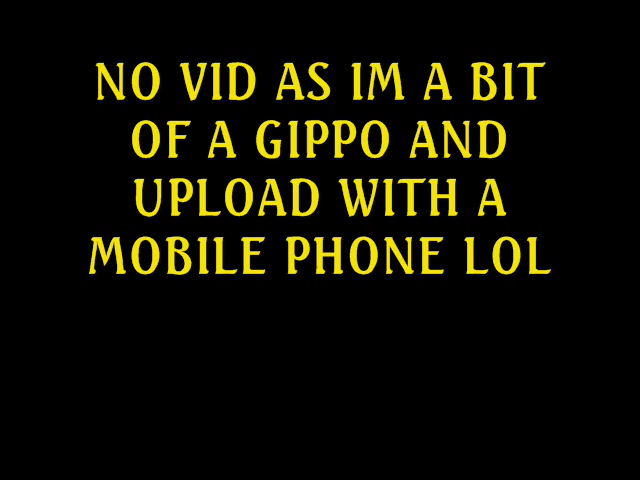 NO VID AS IM A BIT
OF A GIPPO AND
UPLOAD WITH A
MOBILE PHONE LOL